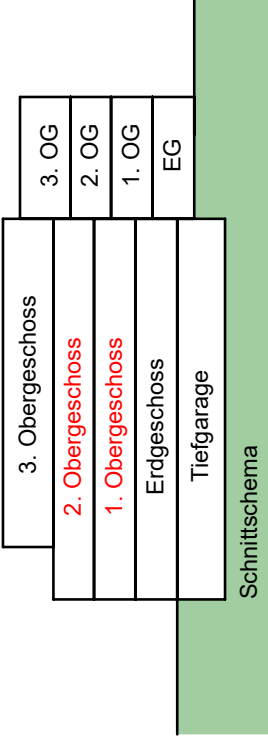 3. Obergeschoss
3. OG
2. Obergeschoss
2. OG
1. Obergeschoss
1. OG
Erdgeschoss
EG
Tiefgarage
Schnittschema